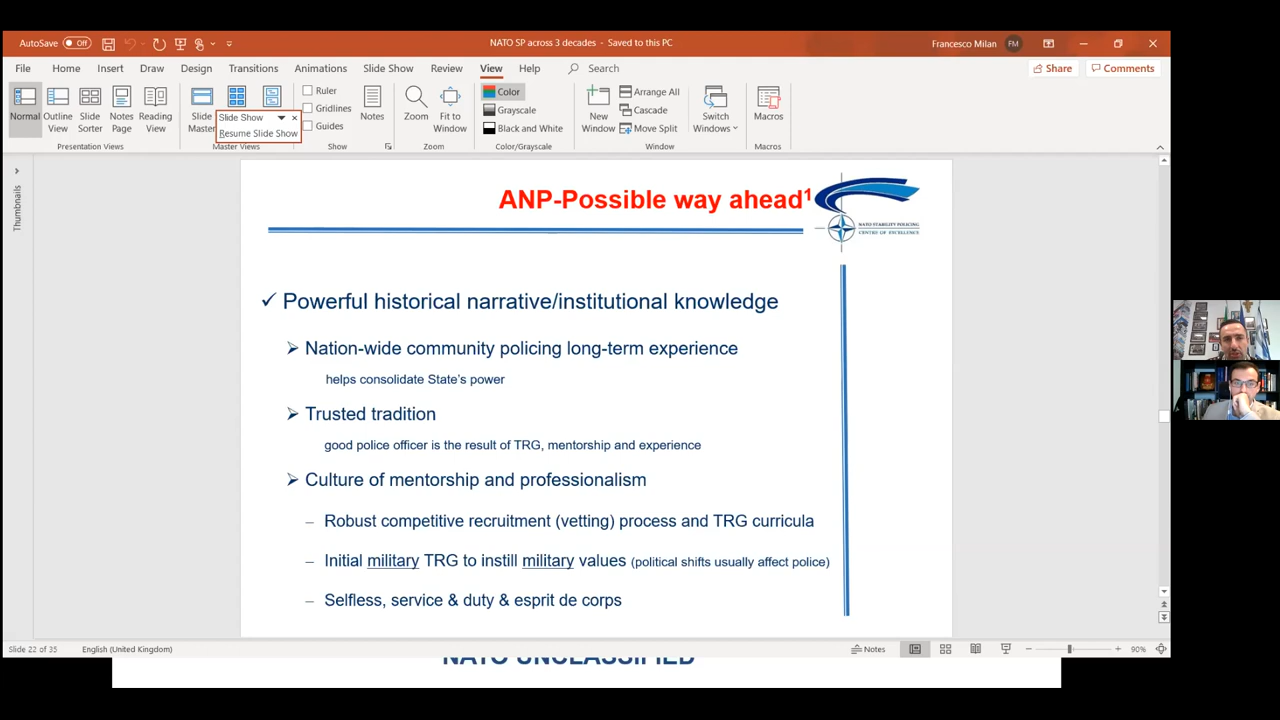 AutoSave Off NATO SP across 3 decades - Saved to this PC Francesco Milan FM
File Home Insert Draw Design Transitions Animations Slide Show Review View Help Search Share Comments
Normal Outline View Slide Sorter Notes Page Reading View
Presentation Views
Slide Master
Slide Show
Resume Slide Show
Master Views
Ruler
Gridlines
Guides
Notes
Show
Zoom Fit to Window
Zoom
Color
Grayscale
Black and White
Color/Grayscale
New Window
Arrange All
Cascade
Move Split
Switch Windows
Window
Macros
Macros
Thumbnails
ANP-Possible way ahead1
NATO STABILITY POLICING
CENTRE OF EXCELLENCE
✓ Powerful historical narrative/institutional knowledge
➢ Nation-wide community policing long-term experience
helps consolidate State's power
➢ Trusted tradition
good police officer is the result of TRG, mentorship and experience
➢ Culture of mentorship and professionalism
– Robust competitive recruitment (vetting) process and TRG curricula
– Initial military TRG to instill military values (political shifts usually affect police)
– Selfless, service & duty & esprit de corps
Slide 22 of 35 English (United Kingdom) Notes 90%
NATO UNCLASSIFIED